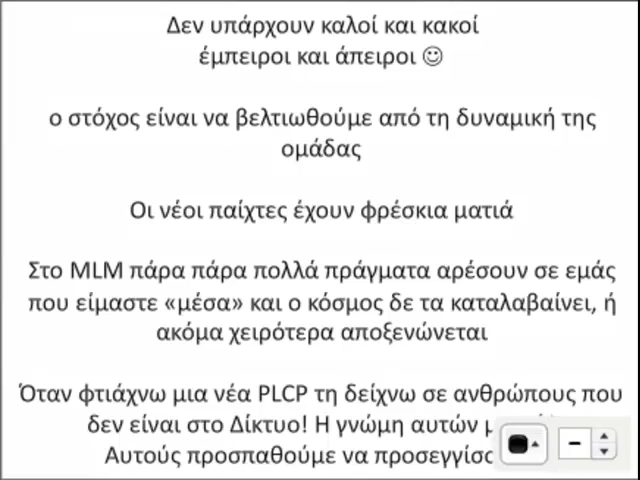 Δεν υπάρχουν καλοί και κακοί
έμπειροι και άπειροι ☺
ο στόχος είναι να βελτιωθούμε από τη δυναμική της
ομάδας
Οι νέοι παίχτες έχουν φρέσκια ματιά
Στο MLM πάρα πάρα πολλά πράγματα αρέσουν σε εμάς
που είμαστε «μέσα» και ο κόσμος δε τα καταλαβαίνει, ή
ακόμα χειρότερα αποξενώνεται
Όταν φτιάχνω μια νέα PLCP τη δείχνω σε ανθρώπους που
δεν είναι στο Δίκτυο! Η γνώμη αυτών
Αυτούς προσπαθούμε να